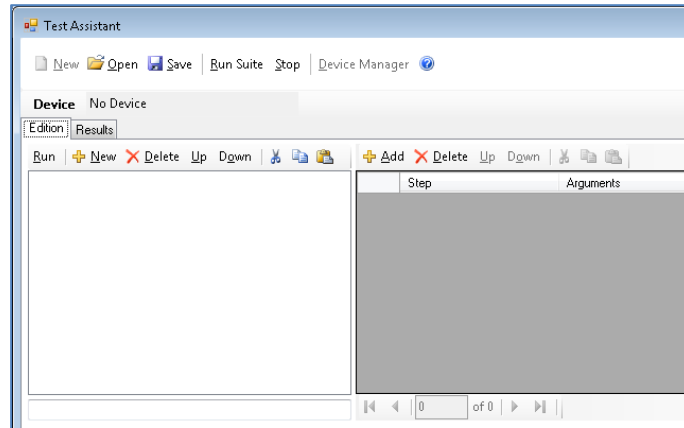 Test Assistant
New Open Save Run Suite Stop Device Manager
Device No Device
Edition Results
Run New Delete Up Down Add Delete Up Down
Step Arguments
0 of 0